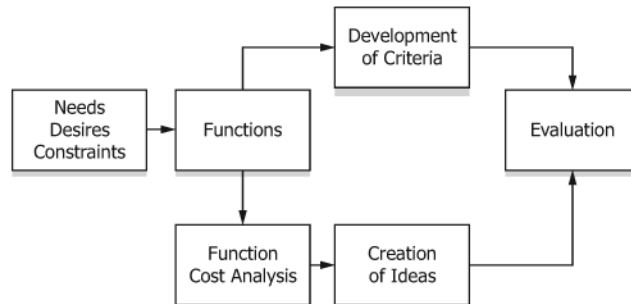 Development
of Criteria
Needs
Desires
Constraints
Functions
Evaluation
Function
Cost Analysis
Creation
of Ideas